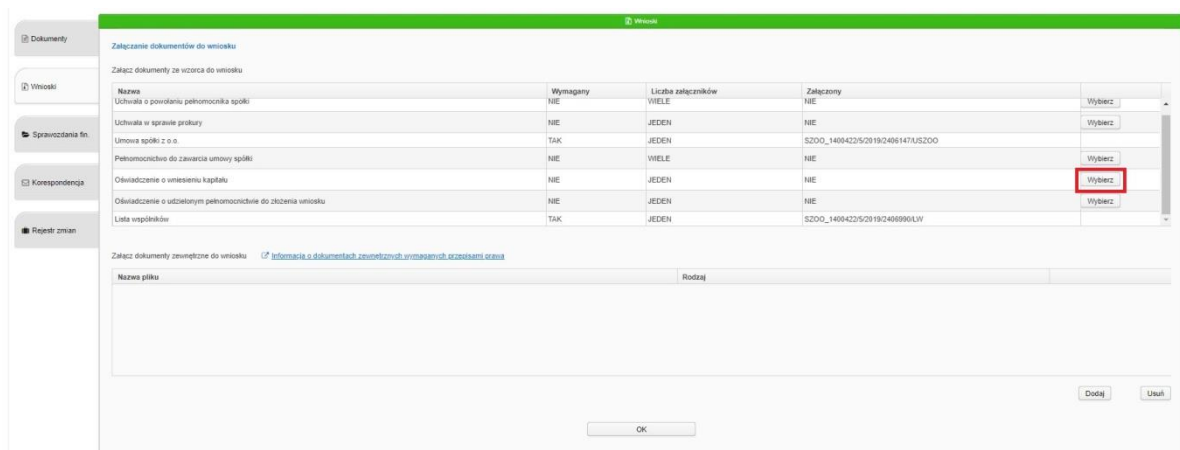 Wnioski
Dokumenty
Wnioski
Sprawozdania fin.
Korespondencja
Rejestr zmian
Załączanie dokumentów do wniosku
Załącz dokumenty ze wzorca do wniosku
Nazwa Wymagany Liczba załączników Załączony
Uchwała o powołaniu pełnomocnika spółki NIE WIELE NIE Wybierz
Uchwała w sprawie prokury NIE JEDEN NIE Wybierz
Umowa spółki z o.o. TAK JEDEN SZOO_1400422/5/2019/2406147/USZOO
Pełnomocnictwo do zawarcia umowy spółki NIE WIELE NIE Wybierz
Oświadczenie o wniesieniu kapitału NIE JEDEN NIE Wybierz
Oświadczenie o udzielonym pełnomocnictwie do złożenia wniosku NIE JEDEN NIE Wybierz
Lista wspólników TAK JEDEN SZOO_1400422/5/2019/2406990/LW
Załącz dokumenty zewnętrzne do wniosku Informacja o dokumentach zewnętrznych wymaganych przepisami prawa
Nazwa pliku Rodzaj
Dodaj Usuń
OK